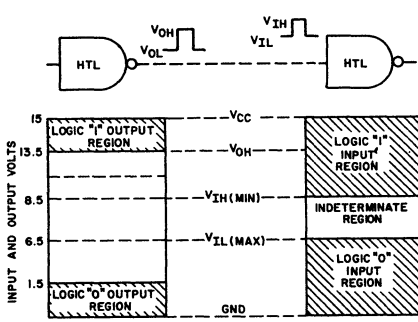 VOH
VOL
VIH
VIL
HTL
HTL
INPUT AND OUTPUT VOLTS
15
13.5
8.5
6.5
1.5
LOGIC "1" OUTPUT
REGION
LOGIC "0" OUTPUT
REGION
VCC
VOH
VIH (MIN)
VIL (MAX)
GND
LOGIC "1"
INPUT
REGION
INDETERMINATE
REGION
LOGIC "0"
INPUT
REGION